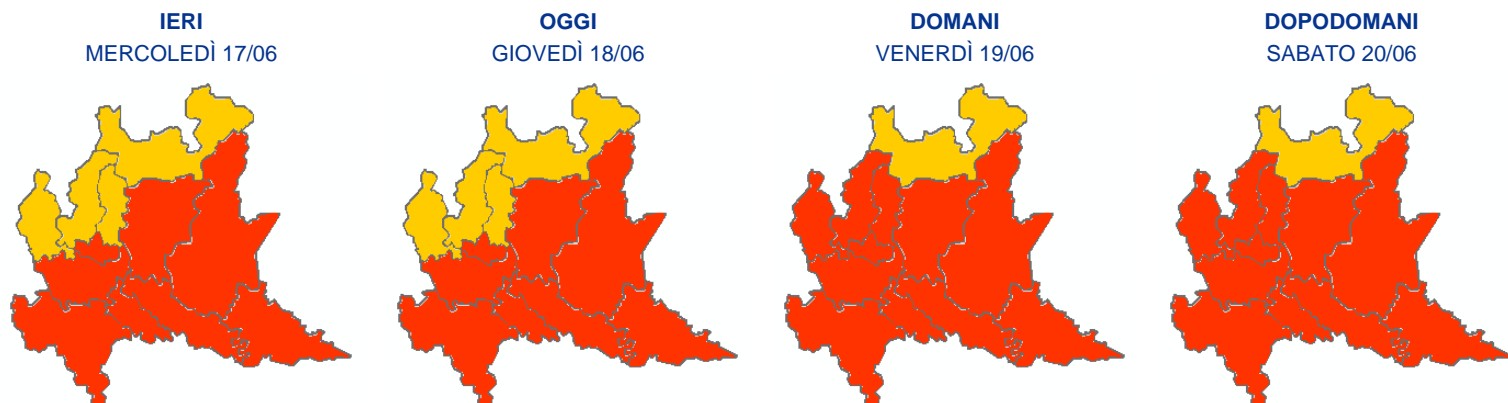 IERI
MERCOLEDÌ 17/06
OGGI
GIOVEDÌ 18/06
DOMANI
VENERDÌ 19/06
DOPODOMANI
SABATO 20/06